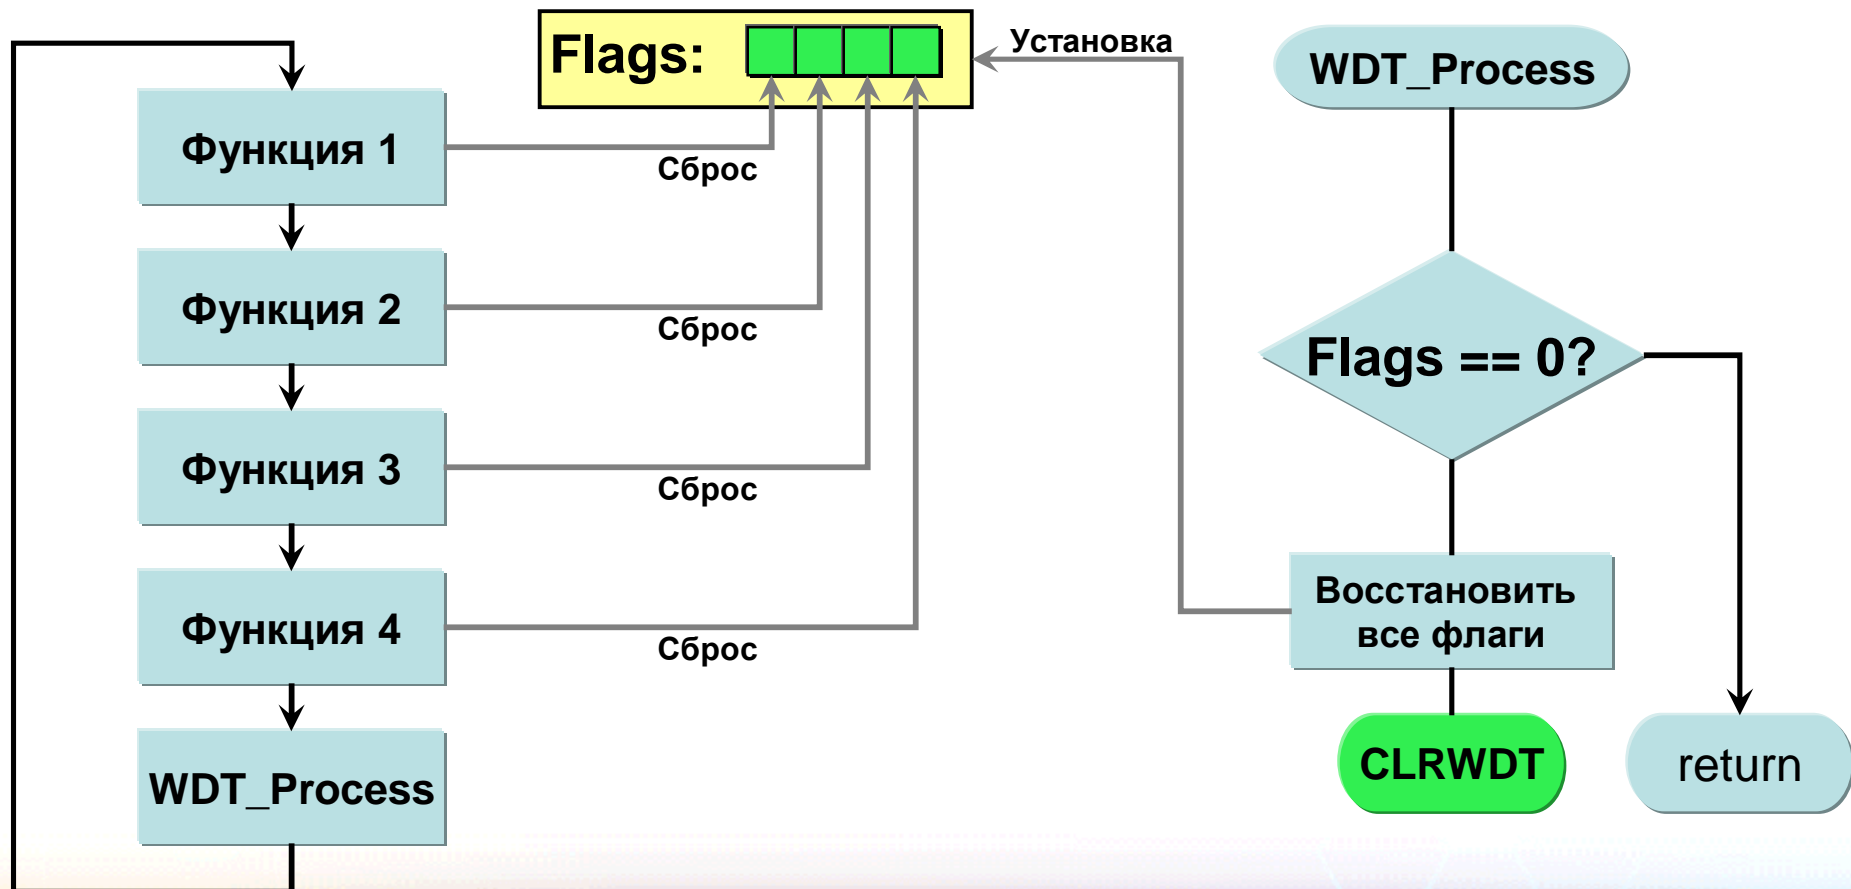 Flags:
Установка
WDT_Process
Функция 1
Сброс
Функция 2
Сброс
Flags == 0?
Функция 3
Сброс
Восстановить
все флаги
Функция 4
Сброс
WDT_Process
CLRWDT
return